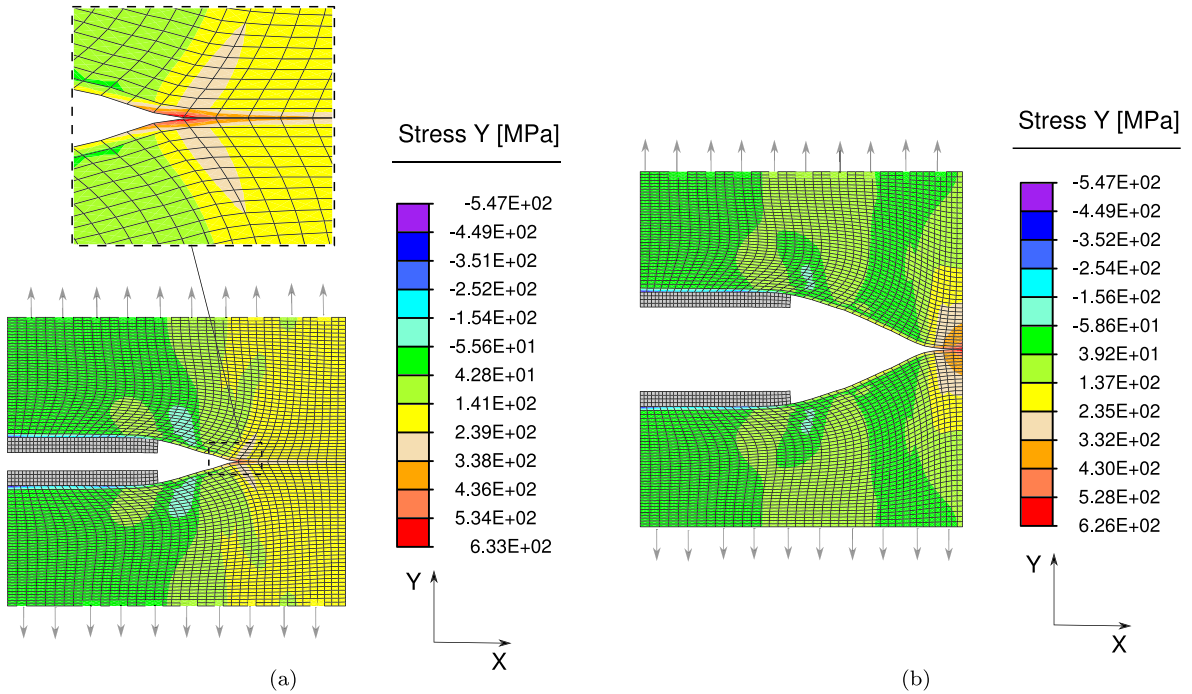 Stress Y [MPa]
-5.47E+02
-4.49E+02
-3.51E+02
-2.52E+02
-1.54E+02
-5.56E+01
4.28E+01
1.41E+02
2.39E+02
3.38E+02
4.36E+02
5.34E+02
6.33E+02
Y
X
(a)
Stress Y [MPa]
-5.47E+02
-4.49E+02
-3.52E+02
-2.54E+02
-1.56E+02
-5.86E+01
3.92E+01
1.37E+02
2.35E+02
3.32E+02
4.30E+02
5.28E+02
6.26E+02
Y
X
(b)